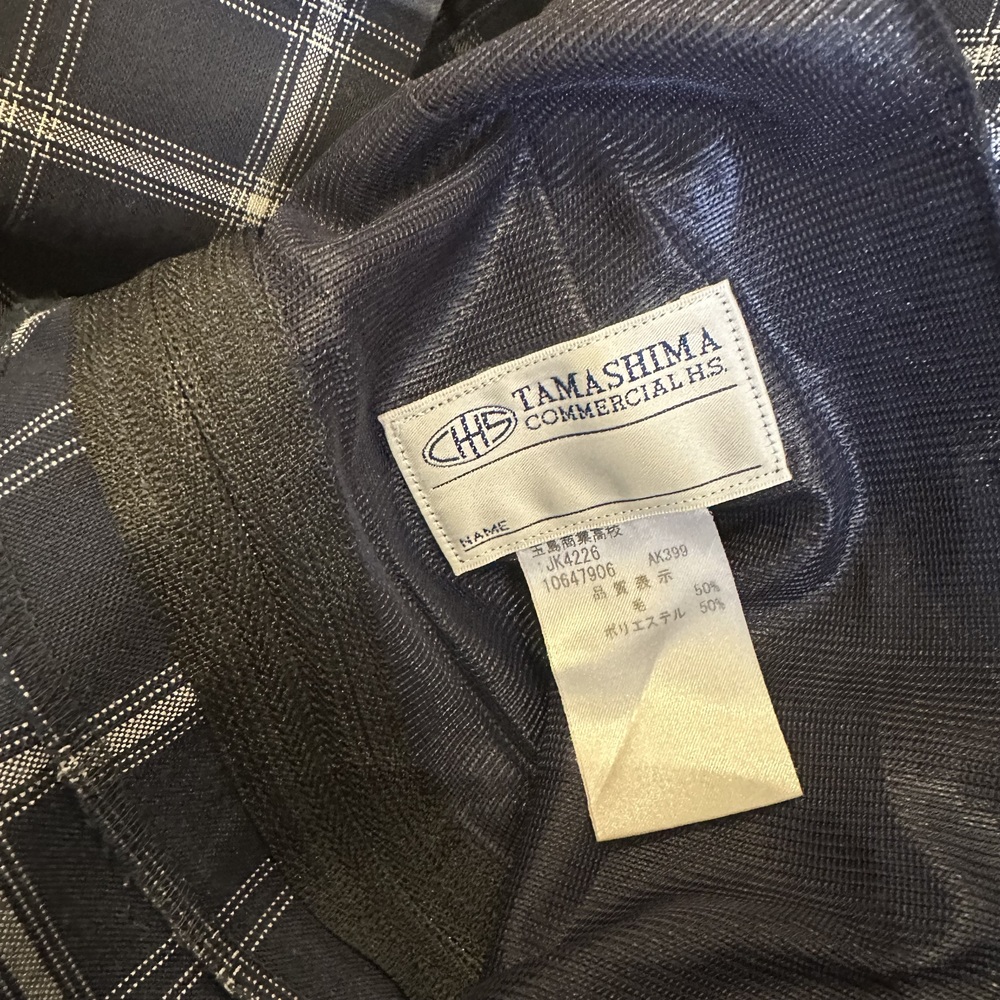 CHS
TAMASHIMA
COMMERCIAL H.S.
NAME
玉島商業高校
JK4226 AK399
10647906
品質表示
毛 50%
ポリエステル 50%